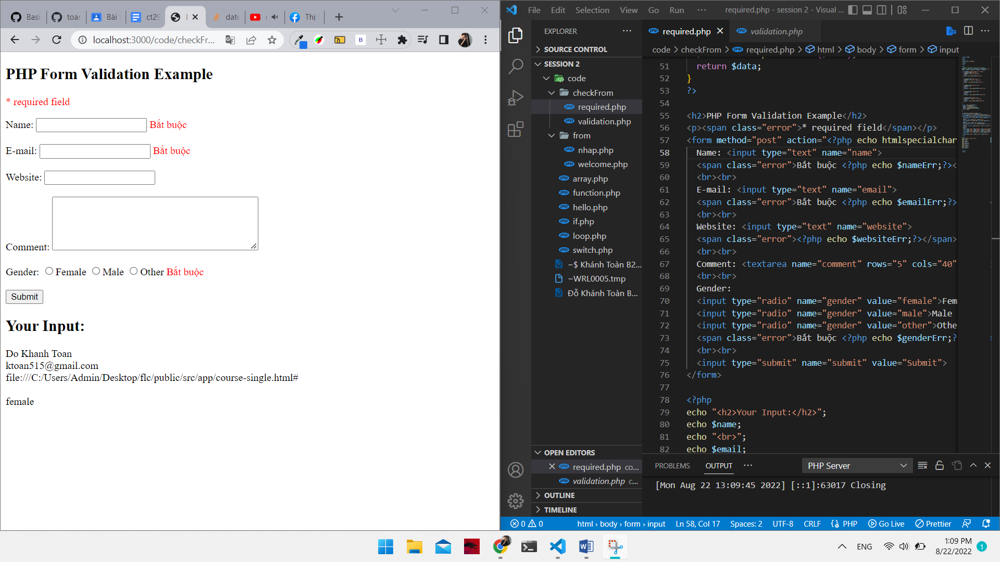 Basi
toan
Bài
ct29
date
Thị
localhost:3000/code/checkFr...
PHP Form Validation Example
* required field
Name: Bắt buộc
E-mail: Bắt buộc
Website:
Comment:
Gender: Female Male Other Bắt buộc
Submit
Your Input:
Do Khanh Toan
ktoan515@gmail.com
file:///C:/Users/Admin/Desktop/flc/public/src/app/course-single.html#
female
File Edit Selection View Go Run ··· required.php - session 2 - Visual ...
EXPLORER ···
SOURCE CONTROL
SESSION 2
code
checkFrom
required.php
validation.php
from
nhap.php
welcome.php
array.php
function.php
hello.php
if.php
loop.php
switch.php
~$ Khánh Toàn B2...
~WRL0005.tmp
Đỗ Khánh Toàn B...
OPEN EDITORS
required.php co...
validation.php c...
OUTLINE
TIMELINE
required.php validation.php
code > checkFrom > required.php > html > body > form > input
51 return $data;
52 }
53 ?>
54
55 <h2>PHP Form Validation Example</h2>
56 <p><span class="error">* required field</span></p>
57 <form method="post" action="<?php echo htmlspecialchar
58 Name: <input type="text" name="name">
59 <span class="error">Bắt buộc <?php echo $nameErr;?><
60 <br><br>
61 E-mail: <input type="text" name="email">
62 <span class="error">Bắt buộc <?php echo $emailErr;?>
63 <br><br>
64 Website: <input type="text" name="website">
65 <span class="error"><?php echo $websiteErr;?></span>
66 <br><br>
67 Comment: <textarea name="comment" rows="5" cols="40"
68 <br><br>
69 Gender:
70 <input type="radio" name="gender" value="female">Fem
71 <input type="radio" name="gender" value="male">Male
72 <input type="radio" name="gender" value="other">Othe
73 <span class="error">Bắt buộc <?php echo $genderErr;?
74 <br><br>
75 <input type="submit" name="submit" value="Submit">
76 </form>
77
78 <?php
79 echo "<h2>Your Input:</h2>";
80 echo $name;
81 echo "<br>";
82 echo $email;
PROBLEMS OUTPUT ··· PHP Server
[Mon Aug 22 13:09:45 2022] [::1]:63017 Closing
0 0 html › body › form › input Ln 58, Col 17 Spaces: 2 UTF-8 CRLF PHP Go Live Prettier
ENG 1:09 PM
8/22/2022 1